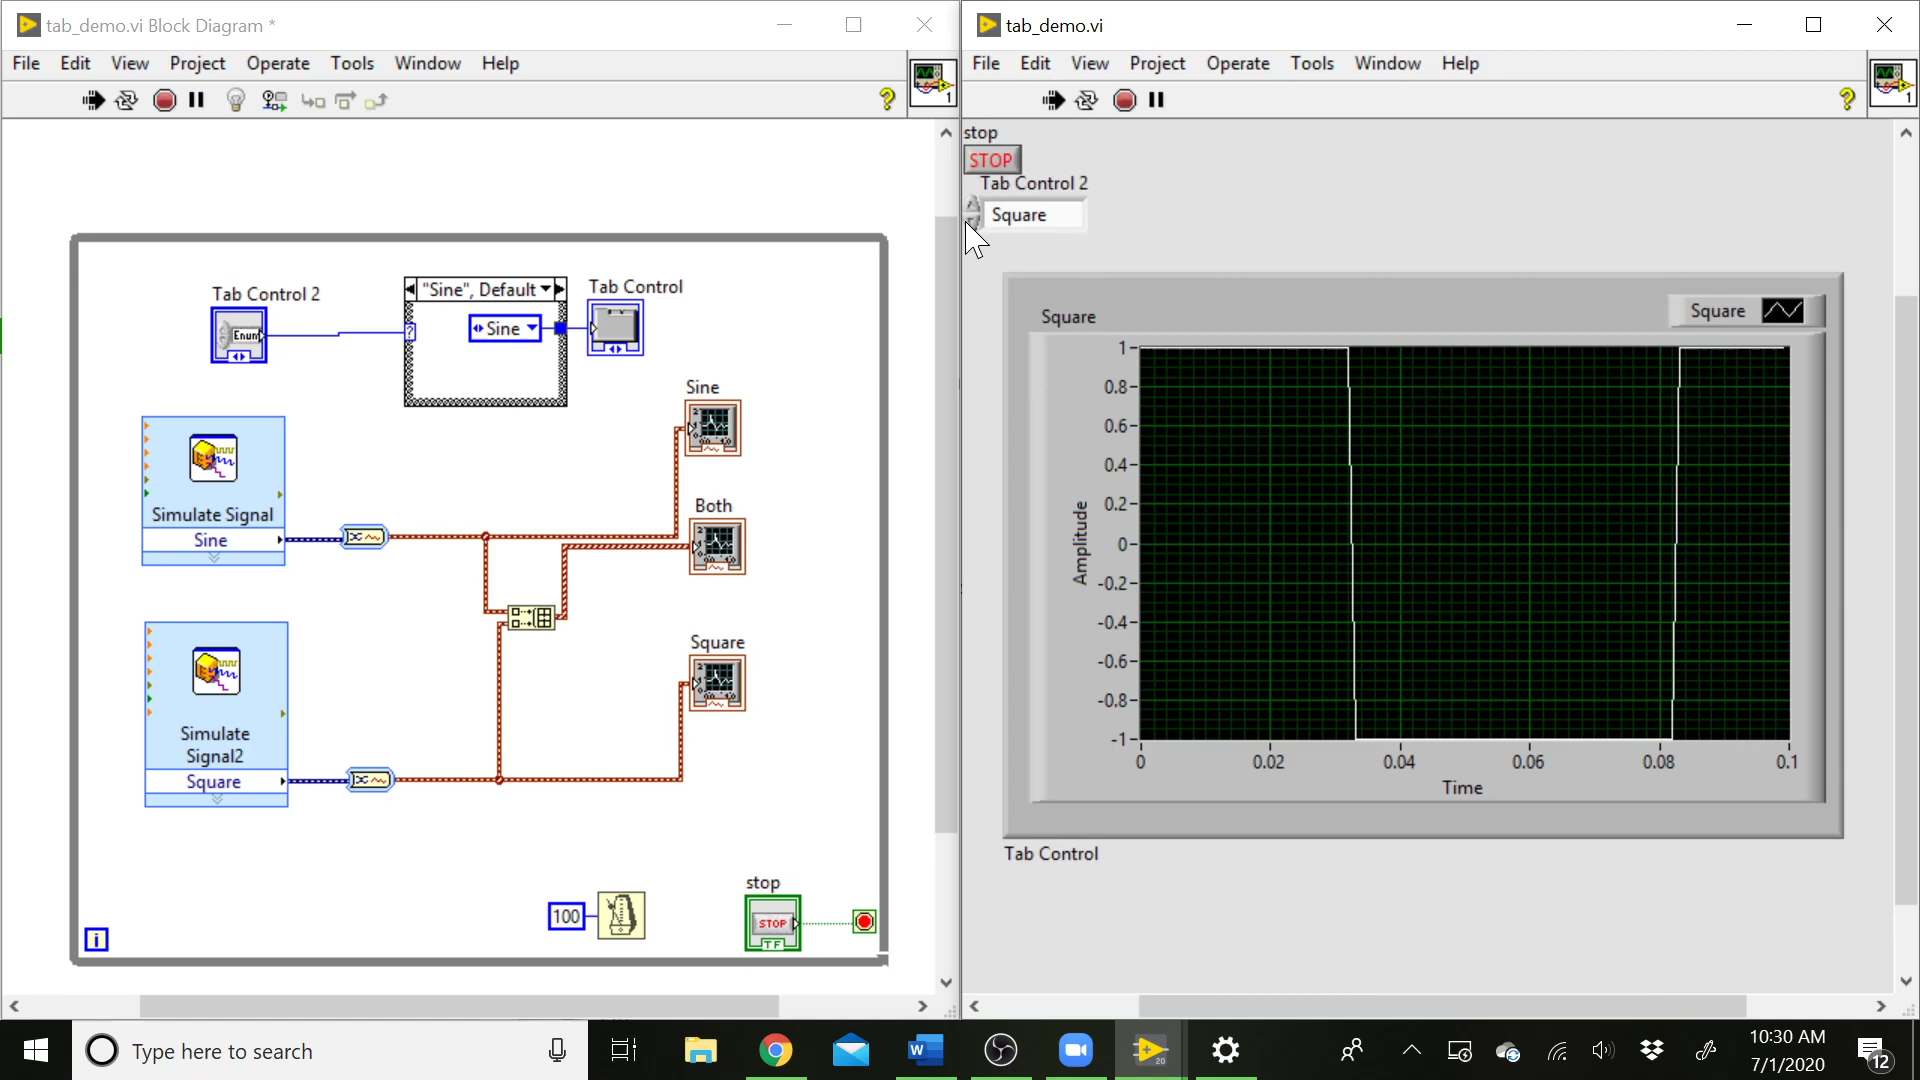 tab_demo.vi Block Diagram *
File Edit View Project Operate Tools Window Help
?
1
Tab Control 2
Enum
"Sine", Default
?
Sine
Tab Control
Sine
Simulate Signal
Sine
Both
Simulate
Signal2
Square
Square
100
stop
STOP
TF
i
tab_demo.vi
File Edit View Project Operate Tools Window Help
?
1
stop
STOP
Tab Control 2
Square
Square
Square
Amplitude
1
0.8
0.6
0.4
0.2
0
-0.2
-0.4
-0.6
-0.8
-1
0 0.02 0.04 0.06 0.08 0.1
Time
Tab Control
Type here to search
W
20
10:30 AM
7/1/2020
12